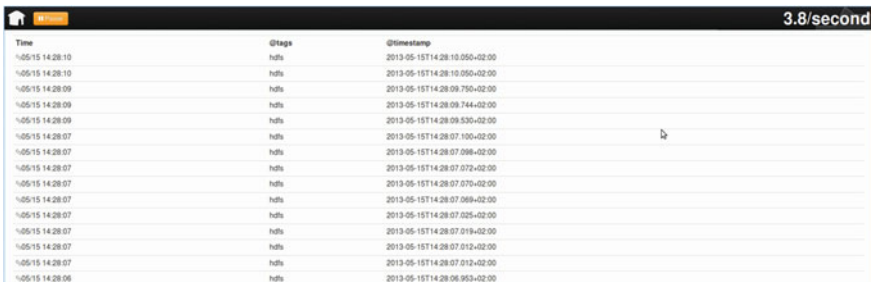 Pause
3.8/second
Time @tags @timestamp
05/15 14:28:10 hdfs 2013-05-15T14:28:10.050+02:00
05/15 14:28:10 hdfs 2013-05-15T14:28:10.050+02:00
05/15 14:28:09 hdfs 2013-05-15T14:28:09.750+02:00
05/15 14:28:09 hdfs 2013-05-15T14:28:09.744+02:00
05/15 14:28:09 hdfs 2013-05-15T14:28:09.530+02:00
05/15 14:28:07 hdfs 2013-05-15T14:28:07.100+02:00
05/15 14:28:07 hdfs 2013-05-15T14:28:07.098+02:00
05/15 14:28:07 hdfs 2013-05-15T14:28:07.072+02:00
05/15 14:28:07 hdfs 2013-05-15T14:28:07.070+02:00
05/15 14:28:07 hdfs 2013-05-15T14:28:07.069+02:00
05/15 14:28:07 hdfs 2013-05-15T14:28:07.025+02:00
05/15 14:28:07 hdfs 2013-05-15T14:28:07.019+02:00
05/15 14:28:07 hdfs 2013-05-15T14:28:07.012+02:00
05/15 14:28:07 hdfs 2013-05-15T14:28:07.012+02:00
05/15 14:28:06 hdfs 2013-05-15T14:28:06.953+02:00